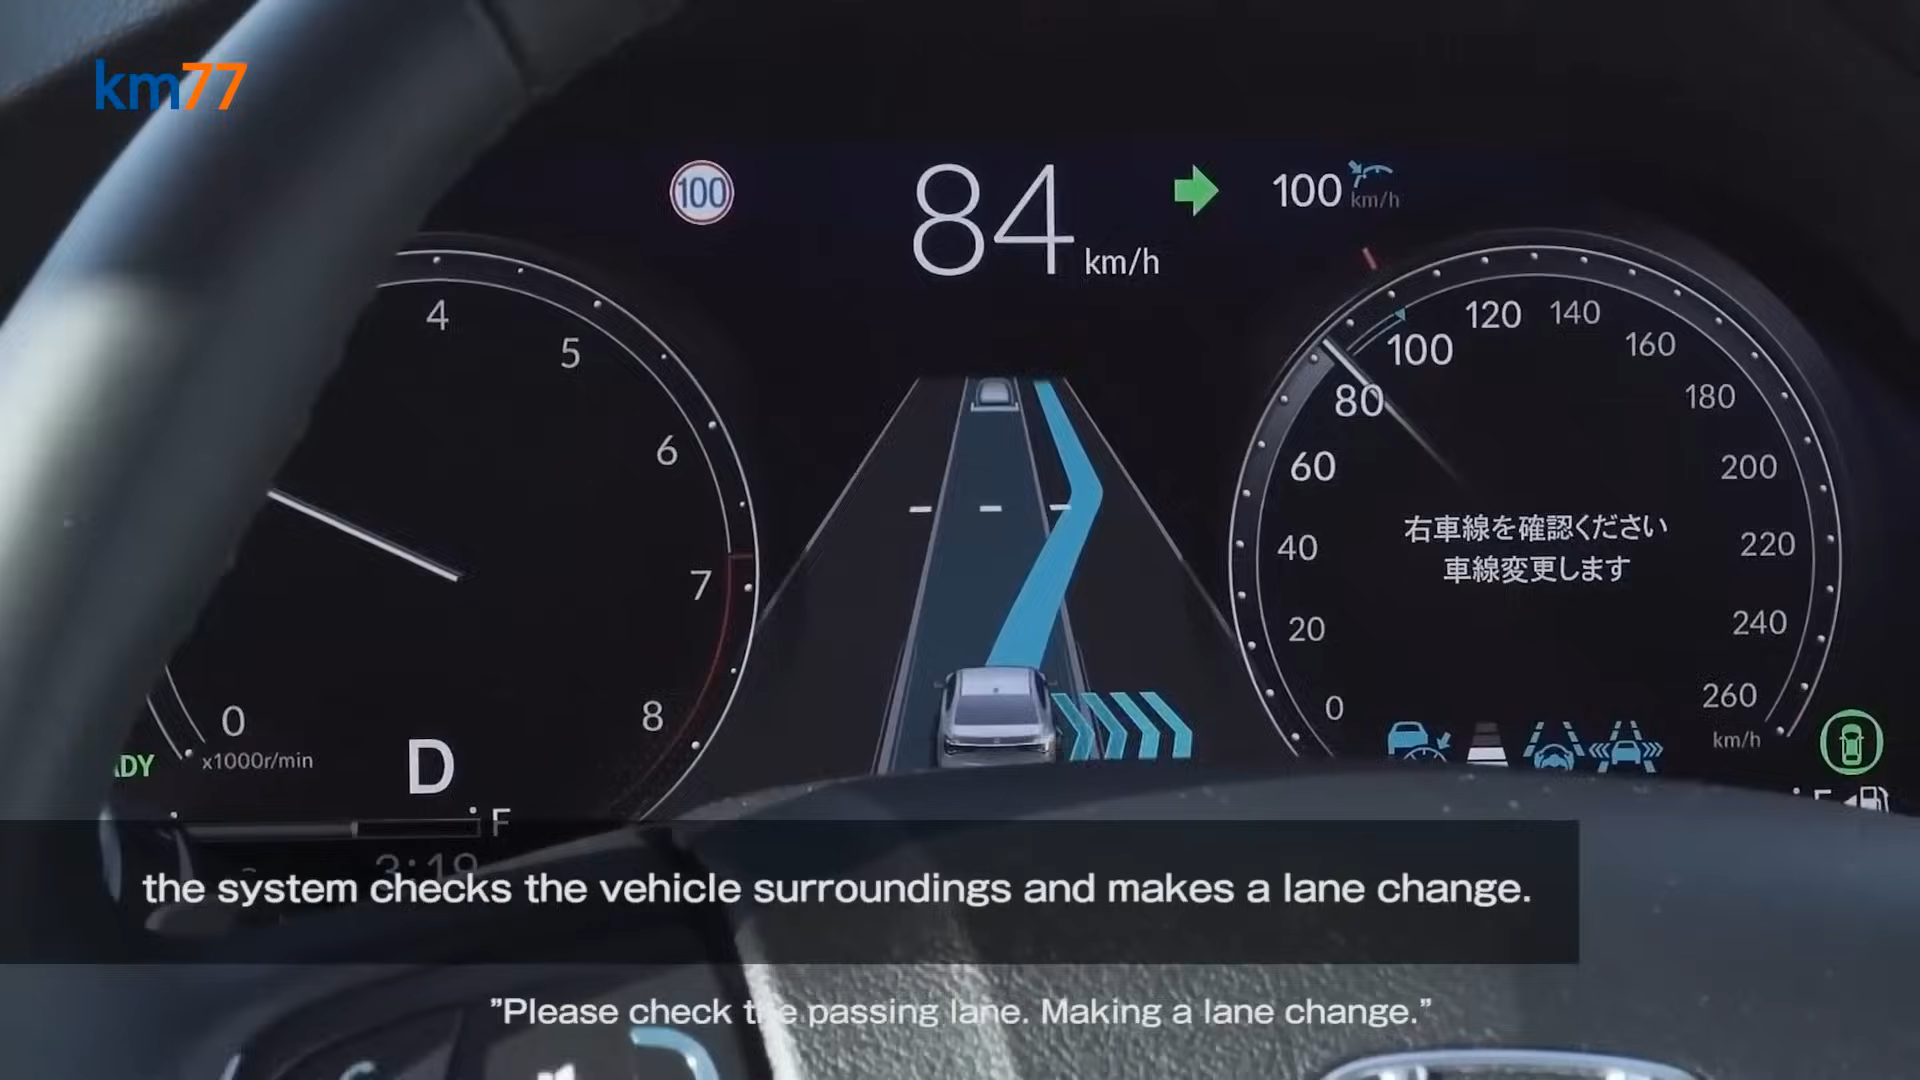 km77
100
84 km/h
100 km/h
4
5
6
7
8
0
x1000r/min
D
F
3:19
120
140
100
160
80
180
60
200
40
220
20
240
0
260
km/h
右車線を確認ください
車線変更します
the system checks the vehicle surroundings and makes a lane change.
"Please check the passing lane. Making a lane change."